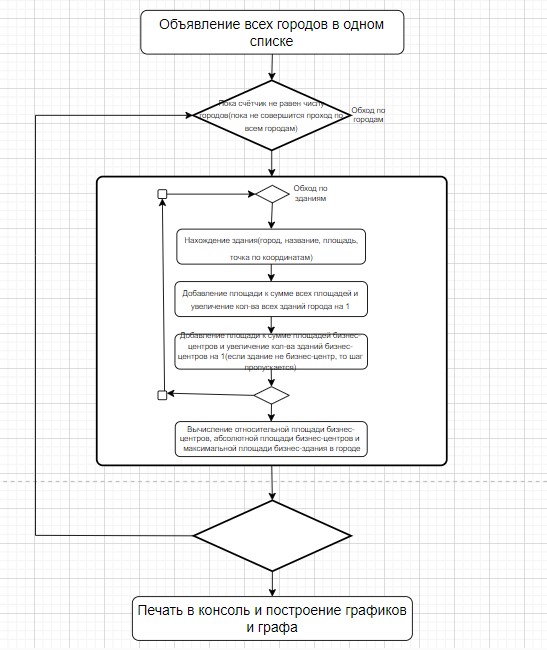 Объявление всех городов в одном
списке
Пока счётчик не равен числу
городов(пока не совершится проход по
всем городам)
Обход по
городам
Обход по
зданиям
Нахождение здания(город, название, площадь,
точка по координатам)
Добавление площади к сумме всех площадей и
увеличение кол-ва всех зданий города на 1
Добавление площади к сумме площадей бизнес-
центров и увеличение кол-ва зданий бизнес-
центров на 1(если здание не бизнес-центр, то шаг
пропускается)
Вычисление относительной площади бизнес-
центров, абсолютной площади бизнес-центров и
максимальной площади бизнес-здания в городе
Печать в консоль и построение графиков
и графа